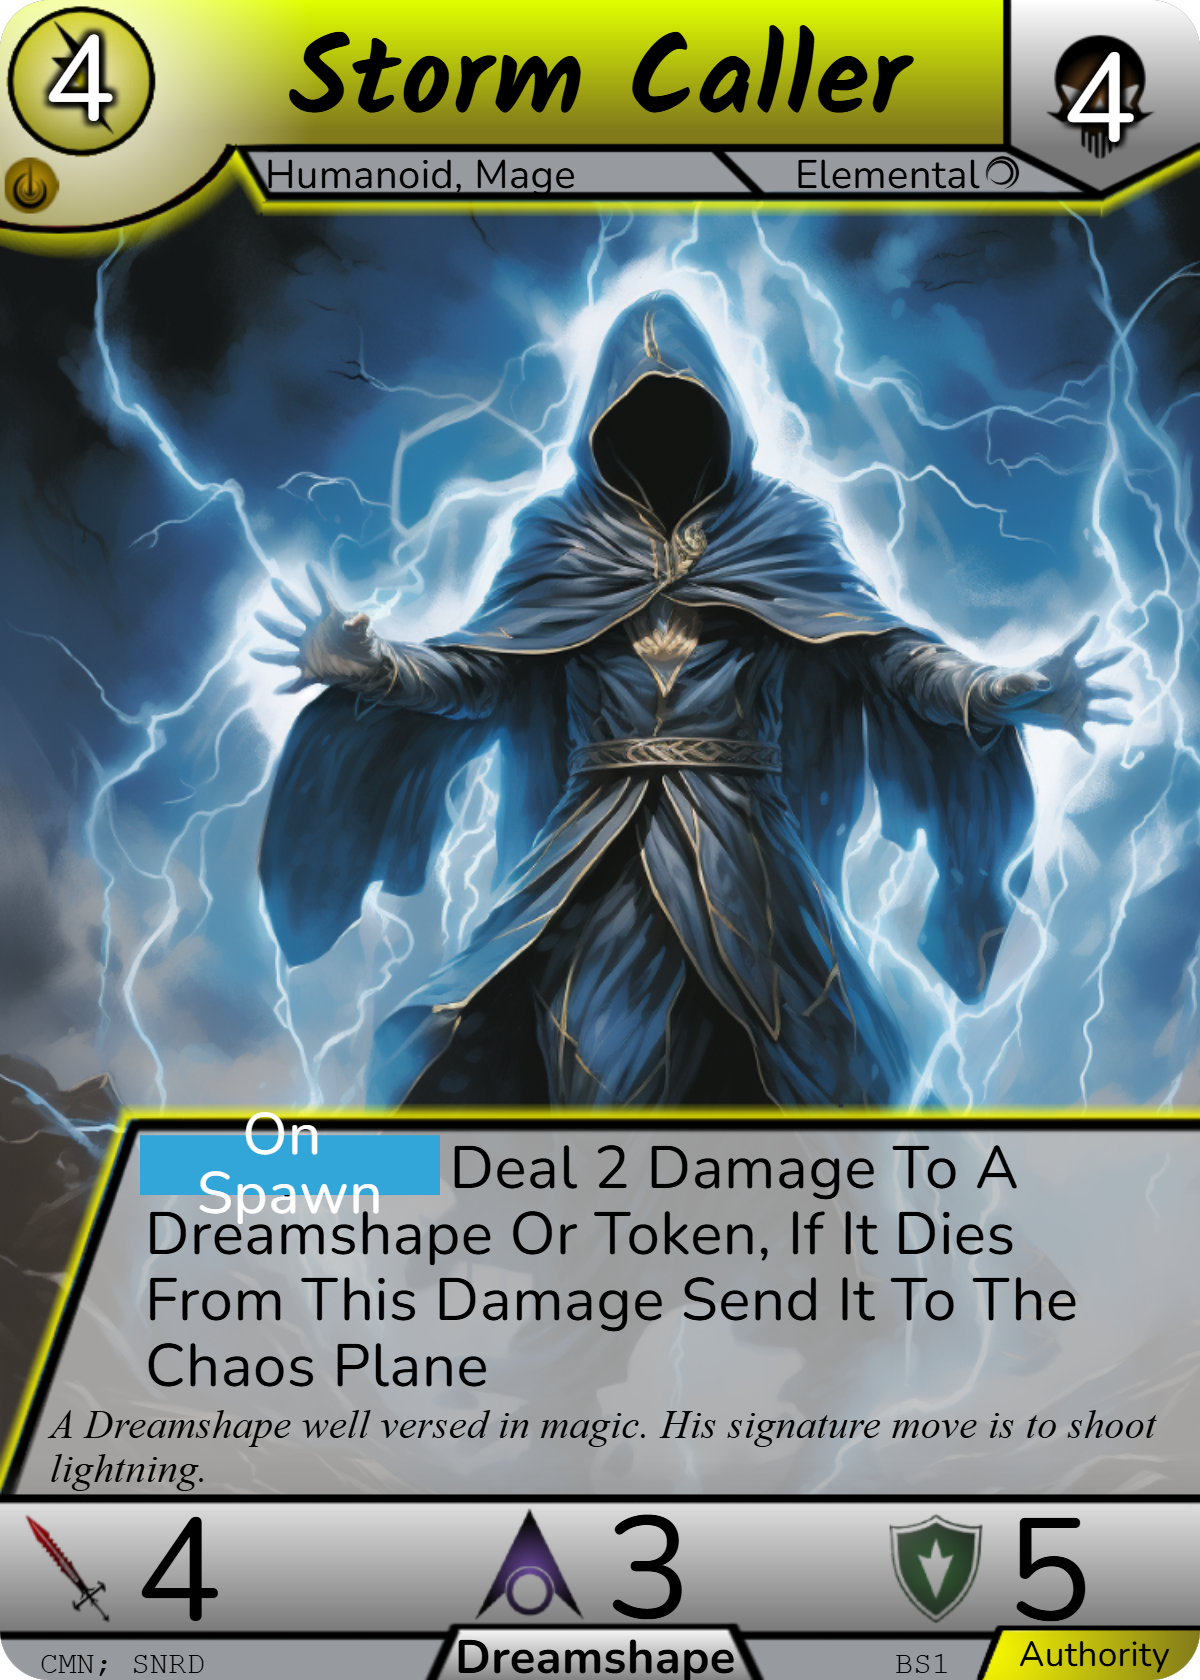 4
Storm Caller
4
Humanoid, Mage
Elemental
On
Spawn
Deal 2 Damage To A
Dreamshape Or Token, If It Dies
From This Damage Send It To The
Chaos Plane
A Dreamshape well versed in magic. His signature move is to shoot
lightning.
4
3
5
CMN; SNRD
Dreamshape
BS1
Authority